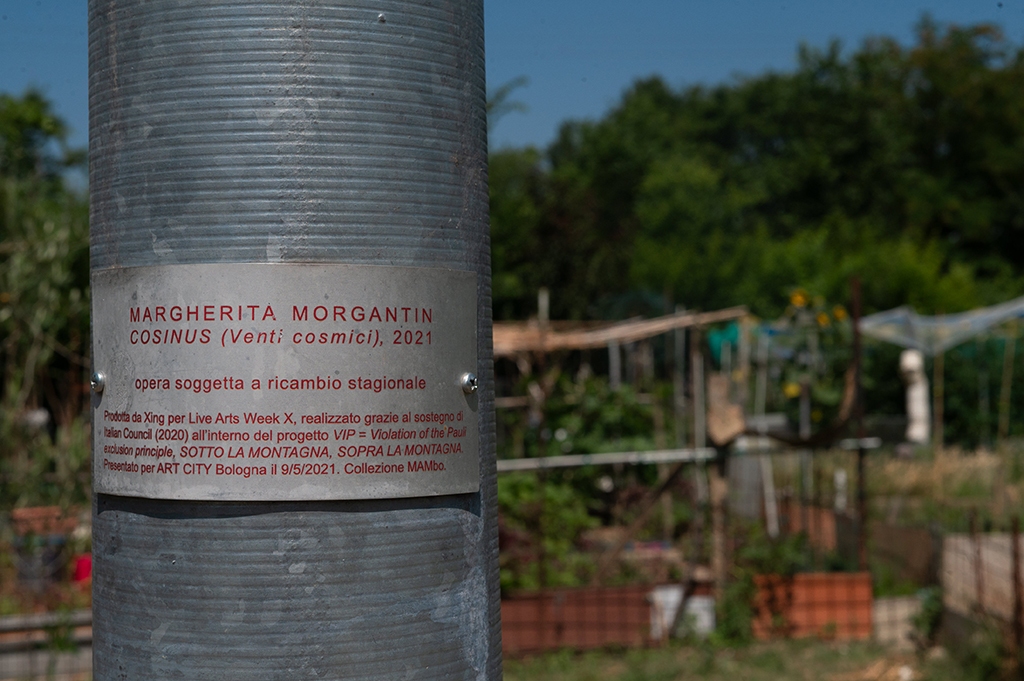 MARGHERITA MORGANTIN
COSINUS (Venti cosmici), 2021
opera soggetta a ricambio stagionale
Prodotta da Xing per Live Arts Week X, realizzato grazie al sostegno di
Italian Council (2020) all'interno del progetto VIP = Violation of the Pauli
exclusion principle, SOTTO LA MONTAGNA, SOPRA LA MONTAGNA.
Presentato per ART CITY Bologna il 9/5/2021. Collezione MAMbo.